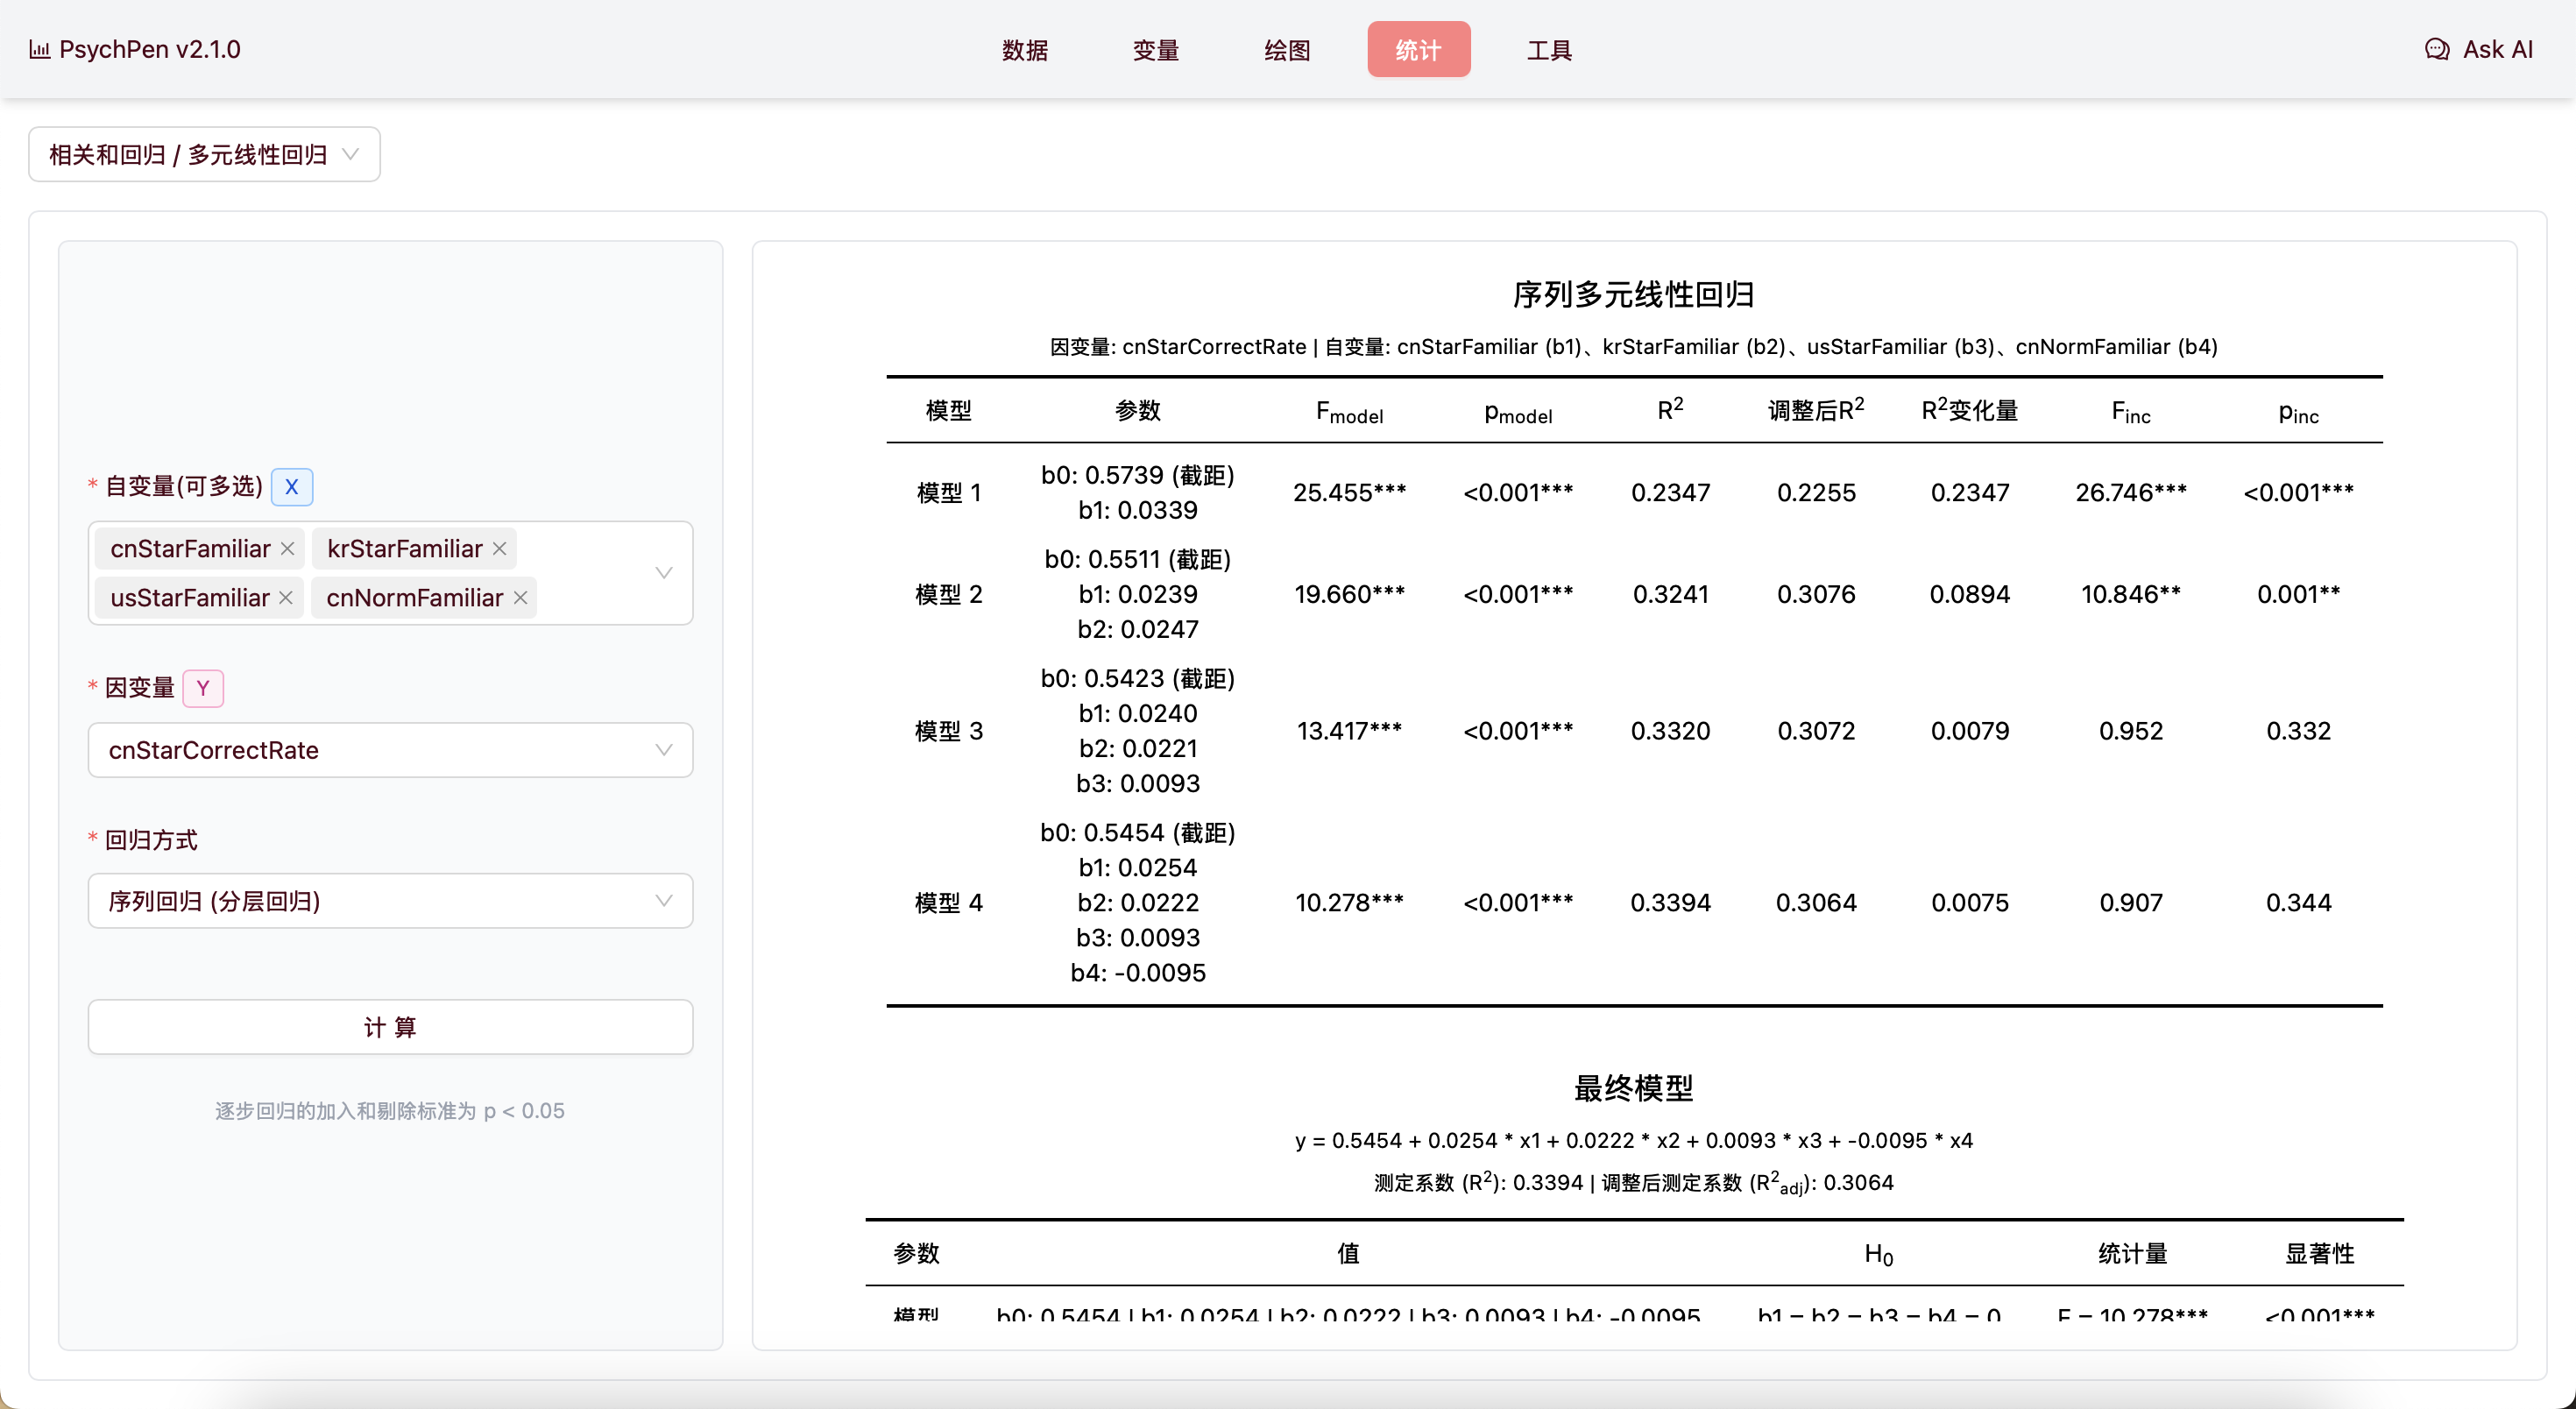 PsychPen v2.1.0
数据
变量
绘图
统计
工具
Ask AI
相关和回归 / 多元线性回归
* 自变量(可多选) X
cnStarFamiliar krStarFamiliar
usStarFamiliar cnNormFamiliar
* 因变量 Y
cnStarCorrectRate
* 回归方式
序列回归 (分层回归)
计 算
逐步回归的加入和剔除标准为 p < 0.05
序列多元线性回归
因变量: cnStarCorrectRate | 自变量: cnStarFamiliar (b1)、krStarFamiliar (b2)、usStarFamiliar (b3)、cnNormFamiliar (b4)
模型 参数 Fmodel pmodel R2 调整后R2 R2变化量 Finc pinc
b0: 0.5739 (截距)
模型 1 25.455*** <0.001*** 0.2347 0.2255 0.2347 26.746*** <0.001***
b1: 0.0339
b0: 0.5511 (截距)
模型 2 b1: 0.0239 19.660*** <0.001*** 0.3241 0.3076 0.0894 10.846** 0.001**
b2: 0.0247
b0: 0.5423 (截距)
b1: 0.0240
模型 3 13.417*** <0.001*** 0.3320 0.3072 0.0079 0.952 0.332
b2: 0.0221
b3: 0.0093
b0: 0.5454 (截距)
b1: 0.0254
模型 4 b2: 0.0222 10.278*** <0.001*** 0.3394 0.3064 0.0075 0.907 0.344
b3: 0.0093
b4: -0.0095
最终模型
y = 0.5454 + 0.0254 * x1 + 0.0222 * x2 + 0.0093 * x3 + -0.0095 * x4
测定系数 (R2): 0.3394 | 调整后测定系数 (R2adj): 0.3064
参数 值 H0 统计量 显著性
模型 b0: 0.5454 | b1: 0.0254 | b2: 0.0222 | b3: 0.0093 | b4: -0.0095 b1 = b2 = b3 = b4 = 0 F = 10.278*** <0.001***